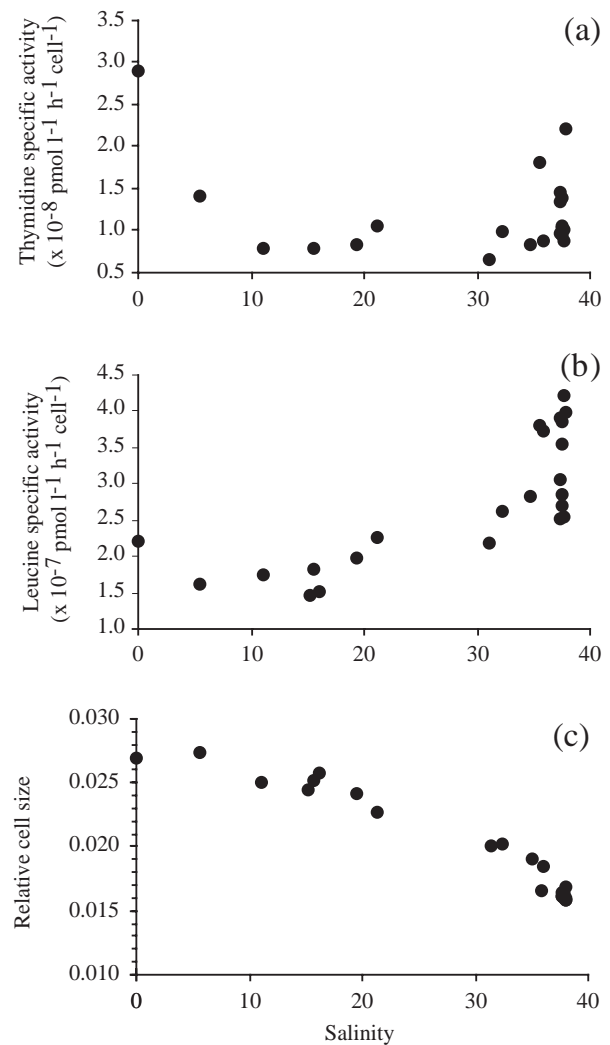 (a)
Thymidine specific activity
(x 10-8 pmol l-1 h-1 cell-1)
3.5
3.0
2.5
2.0
1.5
1.0
0.5
0 10 20 30 40
(b)
Leucine specific activity
(x 10-7 pmol l-1 h-1 cell-1)
4.5
4.0
3.5
3.0
2.5
2.0
1.5
1.0
0 10 20 30 40
(c)
Relative cell size
0.030
0.025
0.020
0.015
0.010
0 10 20 30 40
Salinity